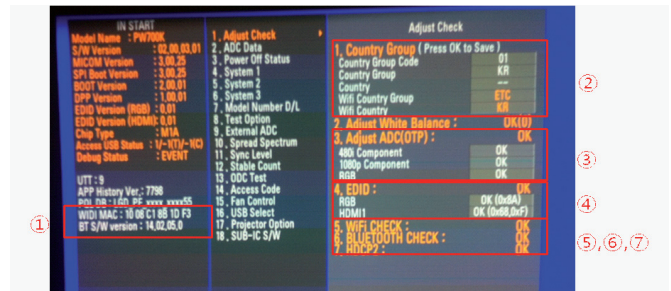 IN START
Model Name : PW700K
S/W Version : 02,00,03,01
MICOM Version : 3,00,25
SPI Boot Version : 3,00,25
BOOT Version : 2,00,01
DPP Version : 1,00,01
EDID Version (RGB) : 0,01
EDID Version (HDMI): 0,01
Chip Type : M1A
Access USB Status : 1/-1(T)/-1(C)
Debug Status : EVENT
UTT : 9
APP History Ver.: 7798
POI DB : LGD PF xxxx xxxx55
① WIDI MAC : 10 08 C1 8B 1D F3
BT S/W version : 14,02,05,0
1. Adjust Check
2. ADC Data
3. Power Off Status
4. System 1
5. System 2
6. System 3
7. Model Number D/L
8. Test Option
9. External ADC
10. Spread Spectrum
11. Sync Level
12. Stable Count
13. ODC Test
14. Access Code
15. Fan Control
16. USB Select
17. Projector Option
18. SUB-IC S/W
Adjust Check
1. Country Group ( Press OK to Save )
Country Group Code 01
Country Group KR
Country ---
Wifi Country Group ETC
Wifi Country KR
②
2. Adjust White Balance : OK(0)
3. Adjust ADC(OTP) : OK
480i Component OK
1080p Component OK
RGB OK
③
4. EDID : OK
RGB OK (0x8A)
HDMI1 OK (0x68,0xF)
④
5. WIFI CHECK : OK
6. BLUETOOTH CHECK : OK
7. HDCP? : OK
⑤,⑥,⑦